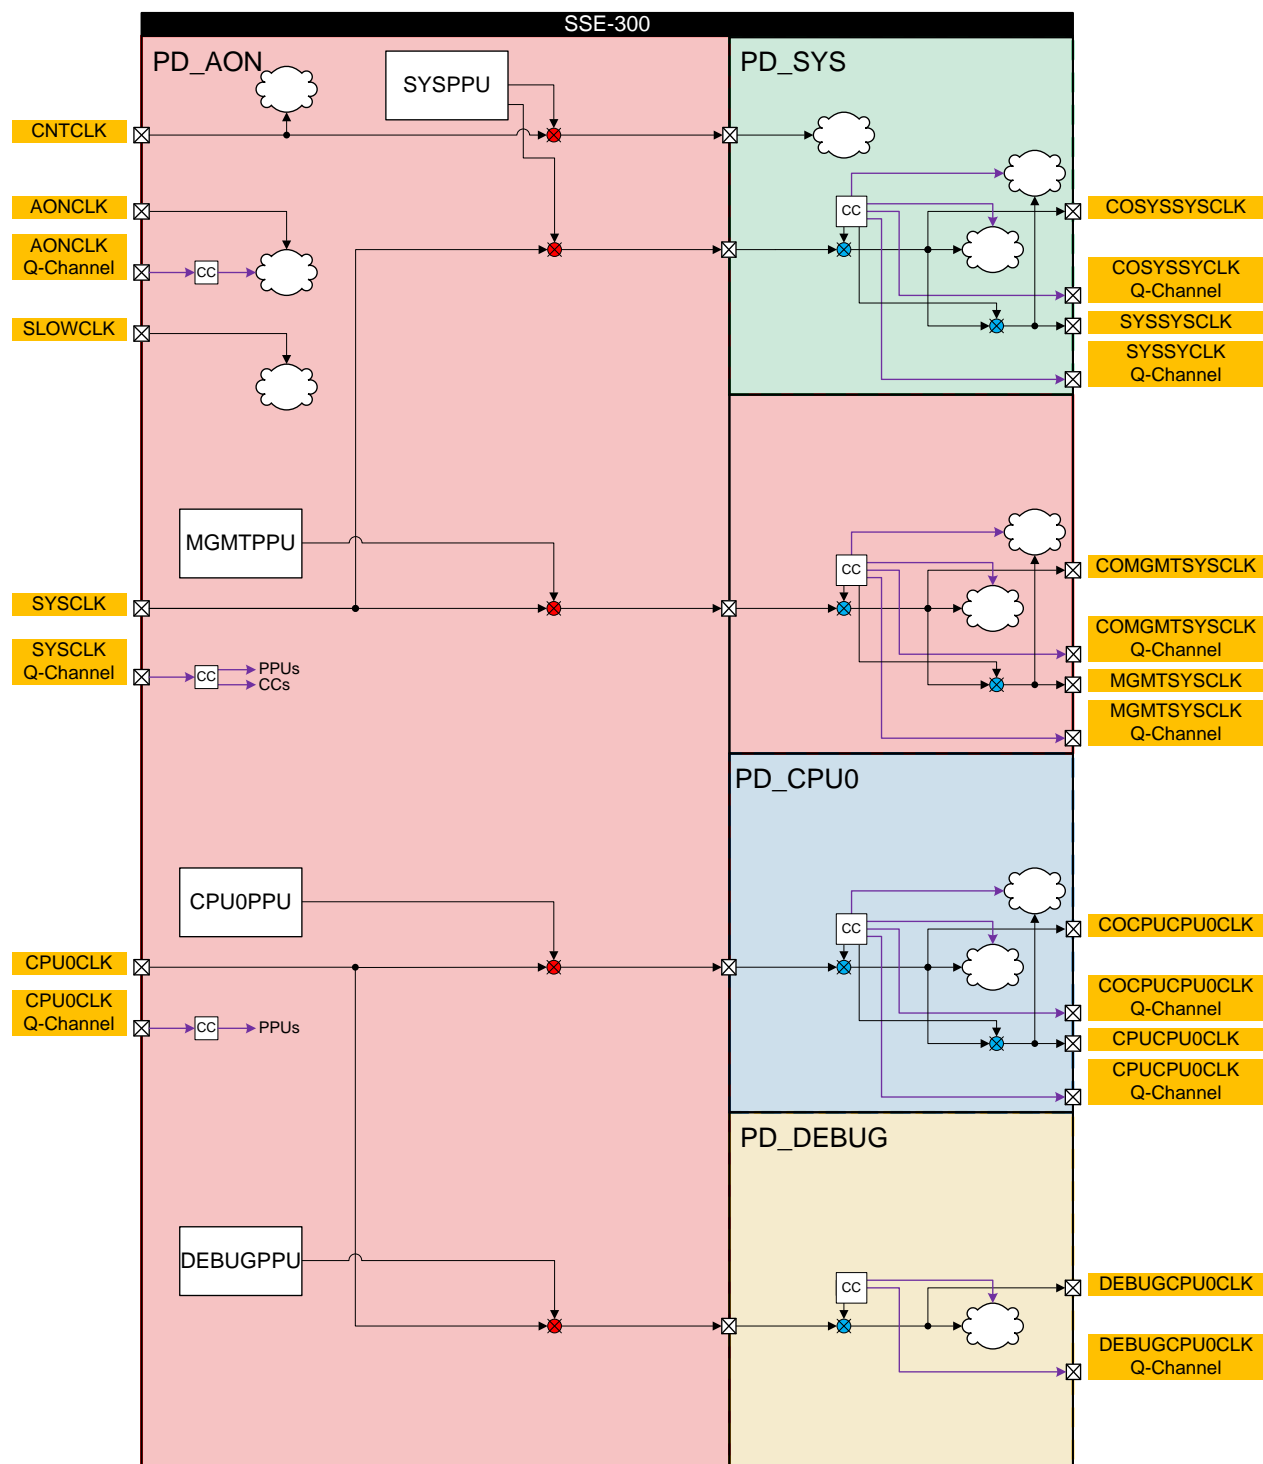 SSE-300
PD_AON
SYSPPU
CNTCLK
AONCLK
AONCLK
Q-Channel
CC
SLOWCLK
MGMTPPU
SYSCLK
SYSCLK
Q-Channel
CC
PPUs
CCs
CPU0PPU
CPU0CLK
CPU0CLK
Q-Channel
CC
PPUs
DEBUGPPU
PD_SYS
CC
COSYSSYSCLK
COSYSSYCLK
Q-Channel
SYSSYSCLK
SYSSYCLK
Q-Channel
CC
COMGMTSYSCLK
COMGMTSYSCLK
Q-Channel
MGMTSYSCLK
MGMTSYSCLK
Q-Channel
PD_CPU0
CC
COCPUCPU0CLK
COCPUCPU0CLK
Q-Channel
CPUCPU0CLK
CPUCPU0CLK
Q-Channel
PD_DEBUG
CC
DEBUGCPU0CLK
DEBUGCPU0CLK
Q-Channel